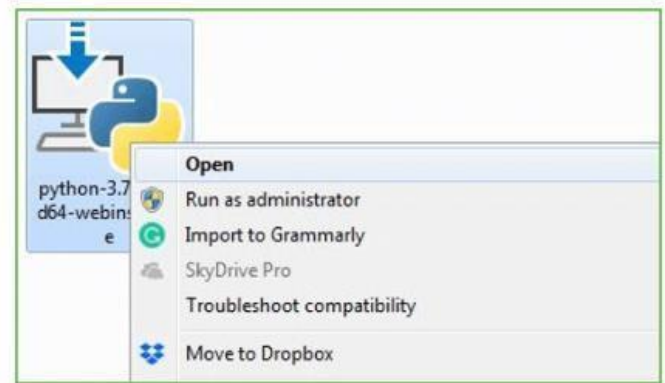 python-3.7
d64-webins
e
Open
Run as administrator
Import to Grammarly
SkyDrive Pro
Troubleshoot compatibility
Move to Dropbox